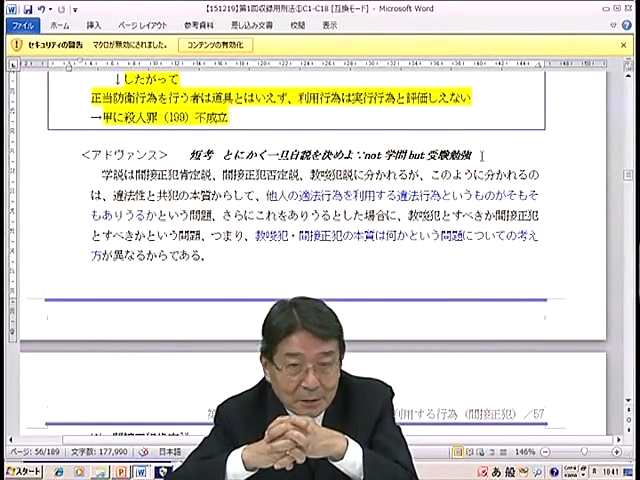 [151219]第1回収録用刑法①C1-C18 [互換モード] - Microsoft Word
ファイル ホーム 挿入 ページ レイアウト 参考資料 差し込み文書 校閲 表示
セキュリティの警告 マクロが無効にされました。 コンテンツの有効化
↓したがって
正当防衛行為を行う者は道具とはいえず、利用行為は実行行為と評価しえない
→甲に殺人罪（199）不成立
＜アドヴァンス＞ 短考 とにかく一旦自説を決めよ∵not 学問 but 受験勉強
学説は間接正犯肯定説、間接正犯否定説、教唆犯説に分かれるが、このように分かれるの
は、違法性と共犯の本質からして、他人の適法行為を利用する違法行為というものがそもそ
もありうるかという問題、さらにこれをありうるとした場合に、教唆犯とすべきか間接正犯
とすべきかという問題、つまり、教唆犯・間接正犯の本質は何かという問題についての考え
方が異なるからである。
利用する行為（間接正犯）／57
ページ: 56/189 文字数: 177,990 日本語 146%
スタート あ 般 10:41